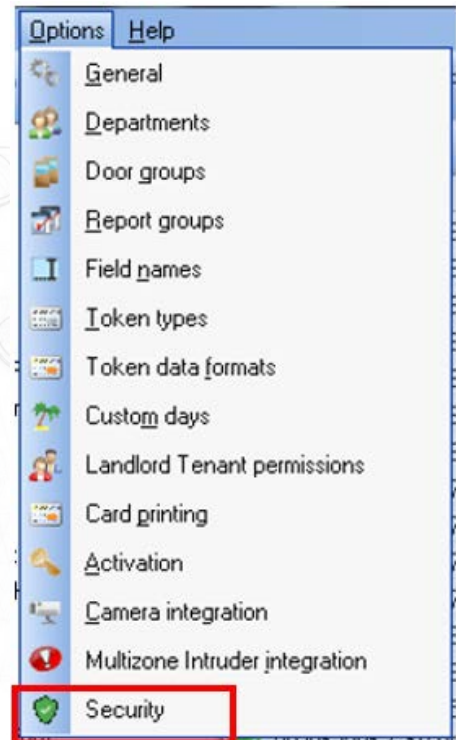 Options Help
General
Departments
Door groups
Report groups
Field names
Token types
Token data formats
Custom days
Landlord Tenant permissions
Card printing
Activation
Camera integration
Multizone Intruder integration
Security